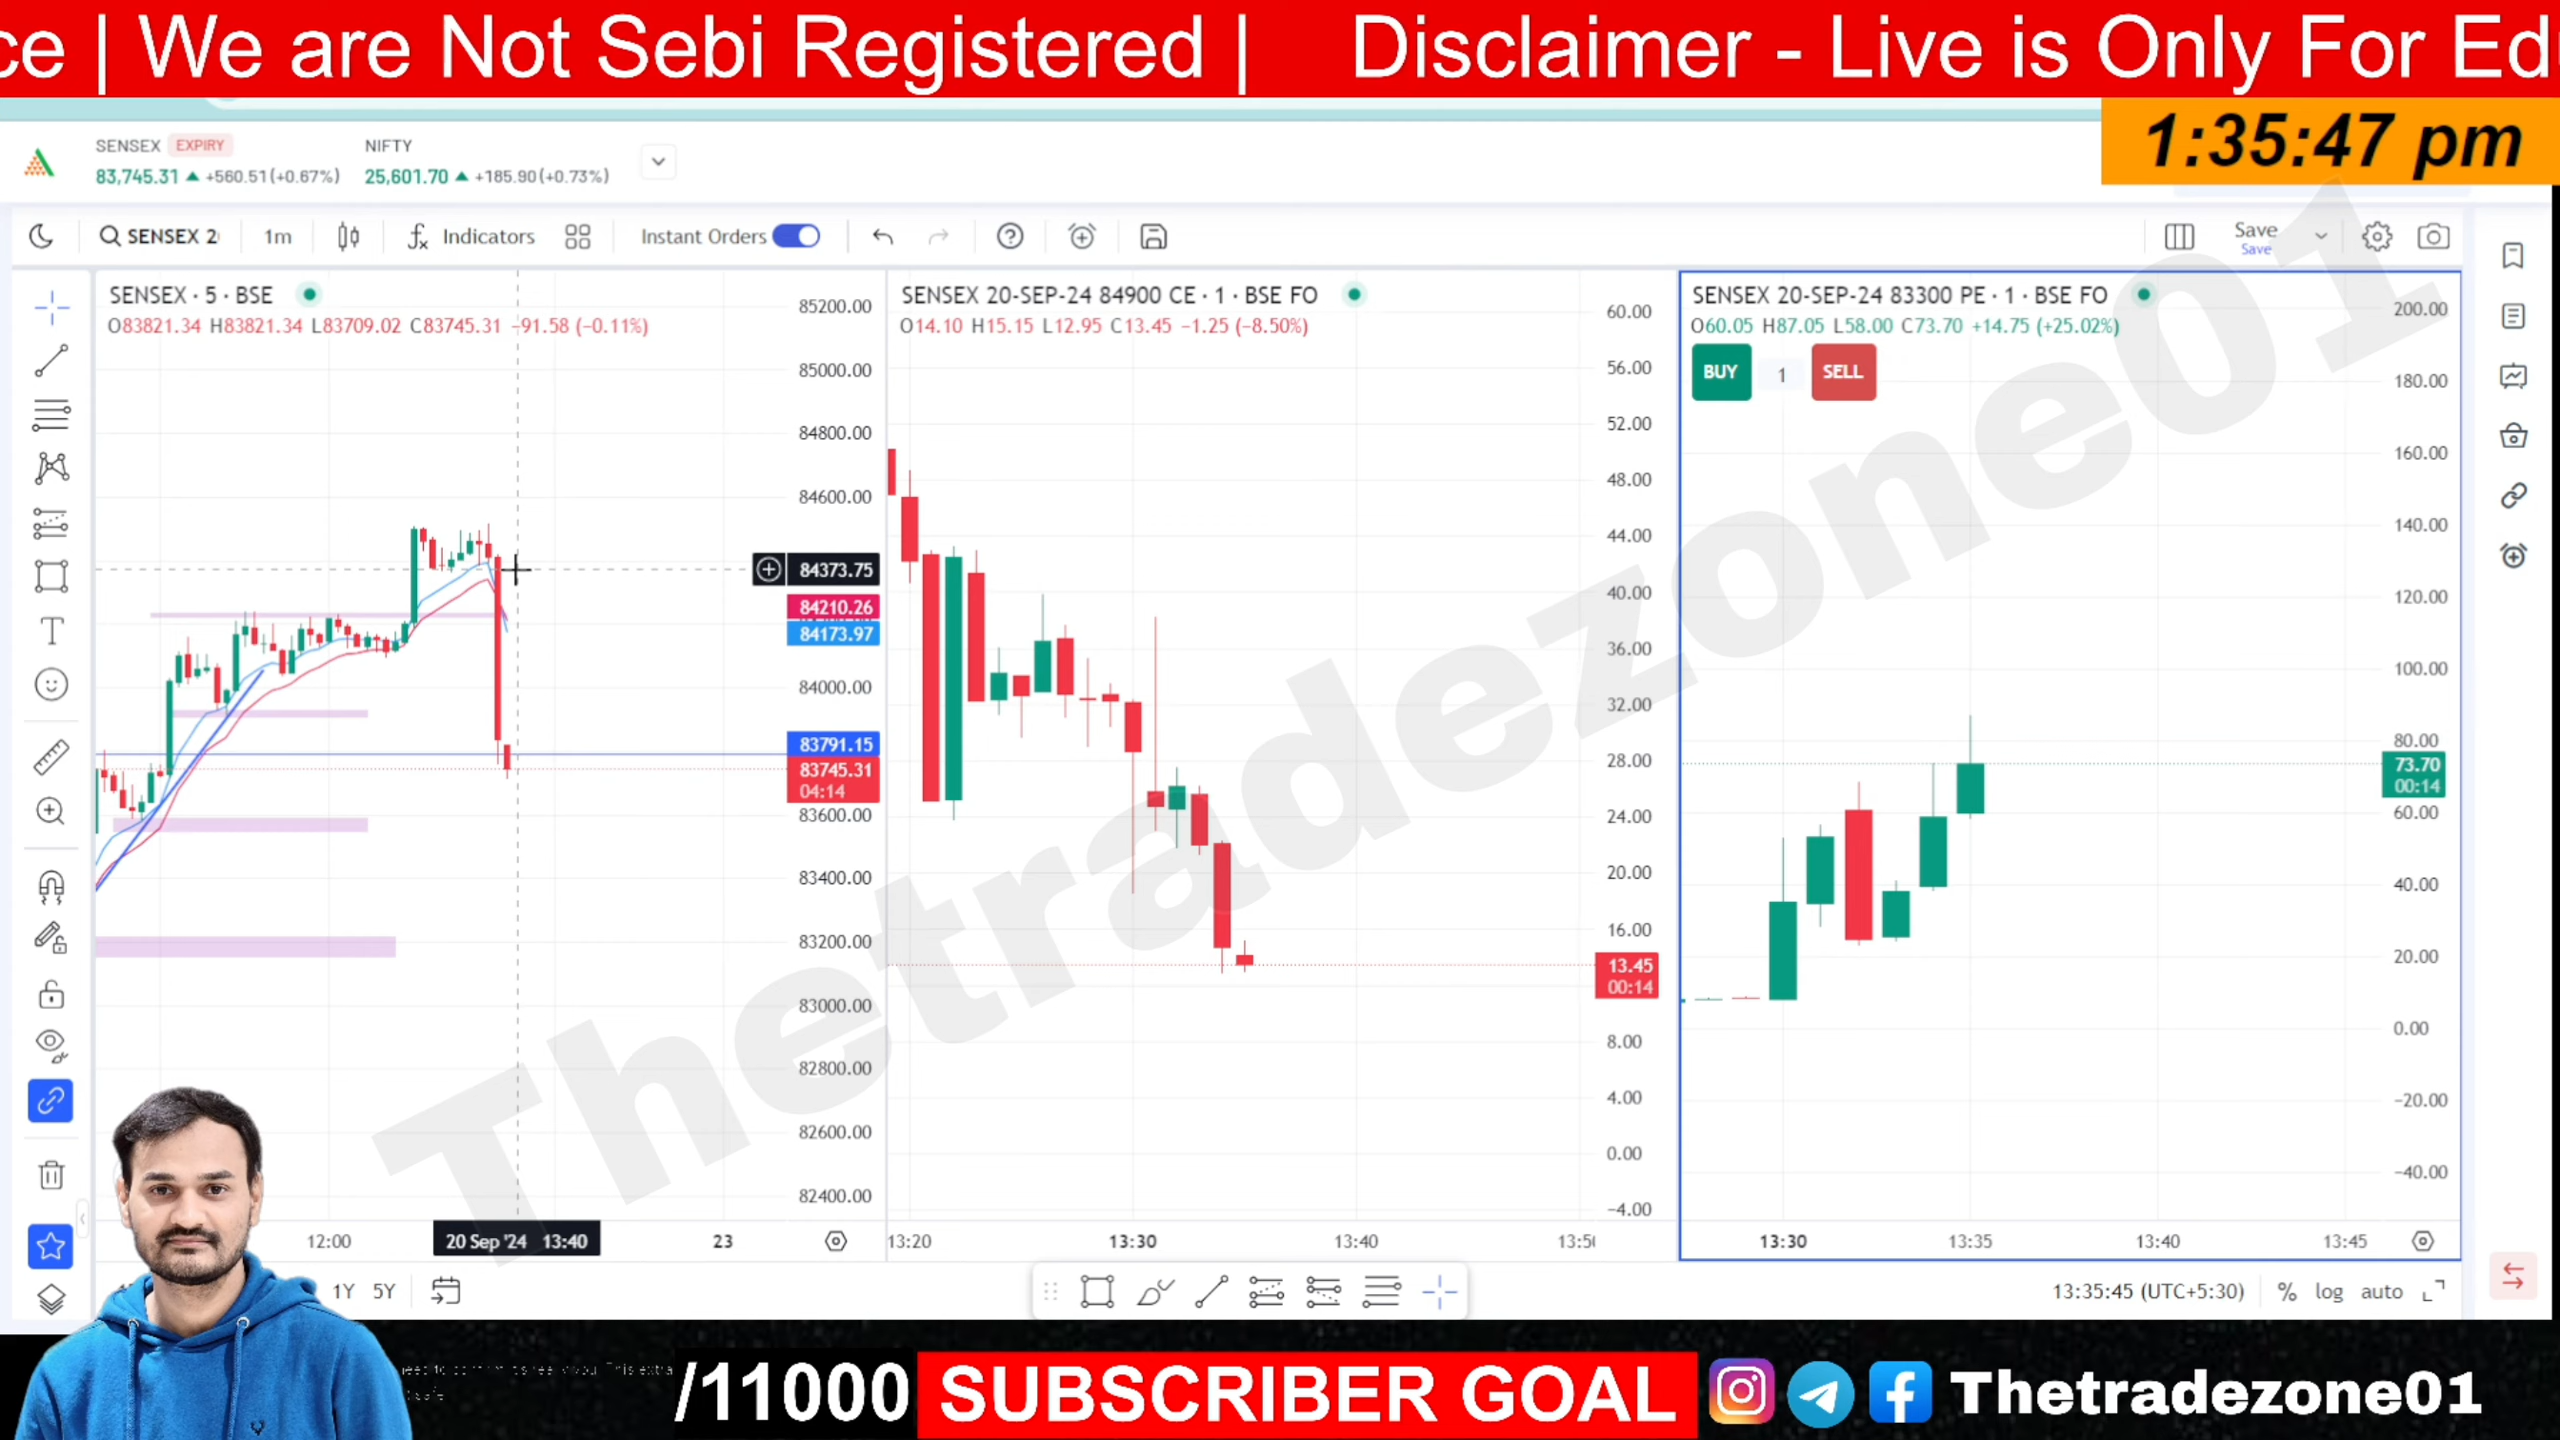 ce | We are Not Sebi Registered |    Disclaimer - Live is Only For Edu
1:35:47 pm
SENSEX EXPIRY
83,745.31 ▲ +560.51(+0.67%)
NIFTY
25,601.70 ▲ +185.90(+0.73%)
SENSEX 2
1m
Indicators
Instant Orders
Save
Save
SENSEX · 5 · BSE
O83821.34 H83821.34 L83709.02 C83745.31 −91.58 (−0.11%)
85200.00
85000.00
84800.00
84600.00
84373.75
84210.26
84173.97
84000.00
83791.15
83745.31
04:14
83600.00
83400.00
83200.00
83000.00
82800.00
82600.00
82400.00
12:00
20 Sep '24 13:40
23
SENSEX 20-SEP-24 84900 CE · 1 · BSE FO
O14.10 H15.15 L12.95 C13.45 −1.25 (−8.50%)
60.00
56.00
52.00
48.00
44.00
40.00
36.00
32.00
28.00
24.00
20.00
16.00
13.45
00:14
8.00
4.00
0.00
−4.00
13:20
13:30
13:40
SENSEX 20-SEP-24 83300 PE · 1 · BSE FO
O60.05 H87.05 L58.00 C73.70 +14.75 (+25.02%)
BUY
1
SELL
200.00
180.00
160.00
140.00
120.00
100.00
80.00
73.70
00:14
60.00
40.00
20.00
0.00
−20.00
−40.00
13:30
13:35
13:40
13:45
Thetradezone01
1Y
5Y
13:35:45 (UTC+5:30)
%
log
auto
/11000
SUBSCRIBER GOAL
Thetradezone01